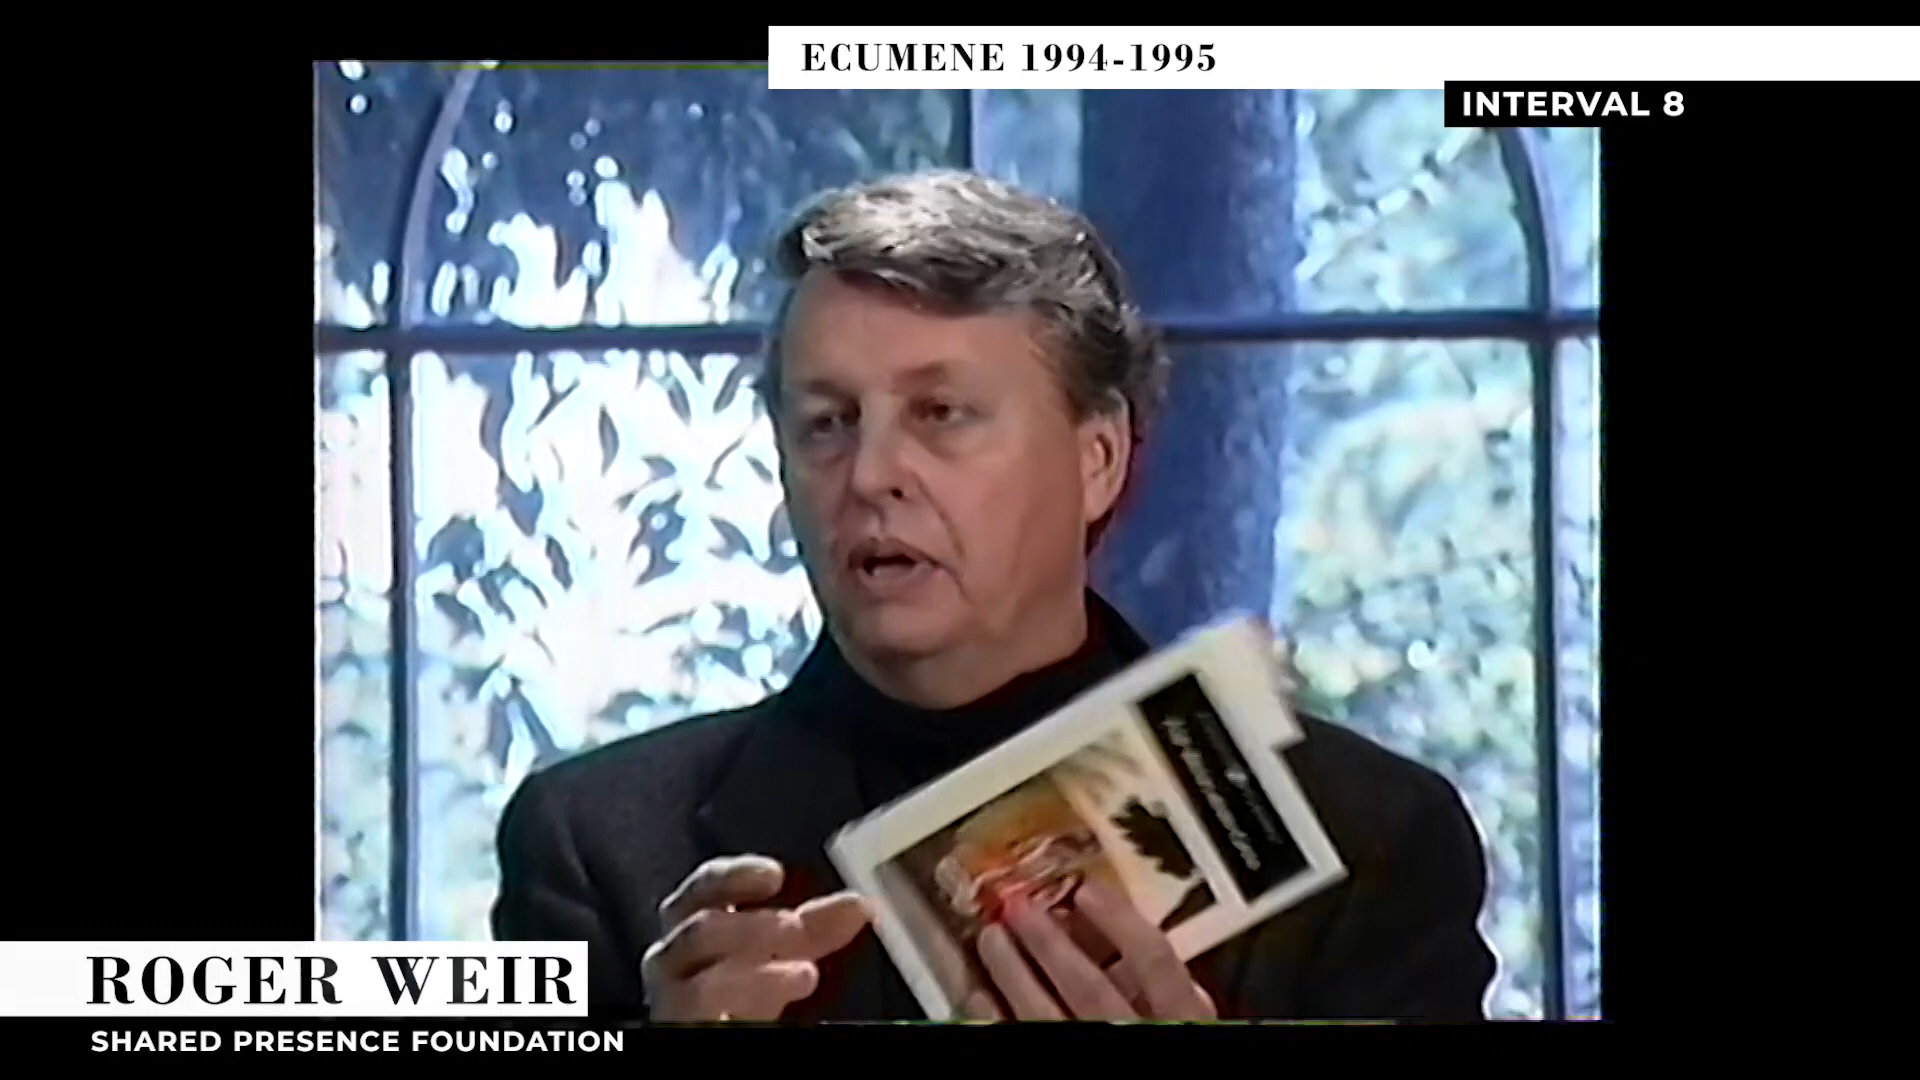 ECUMENE 1994-1995
INTERVAL 8
ROGER WEIR
SHARED PRESENCE FOUNDATION